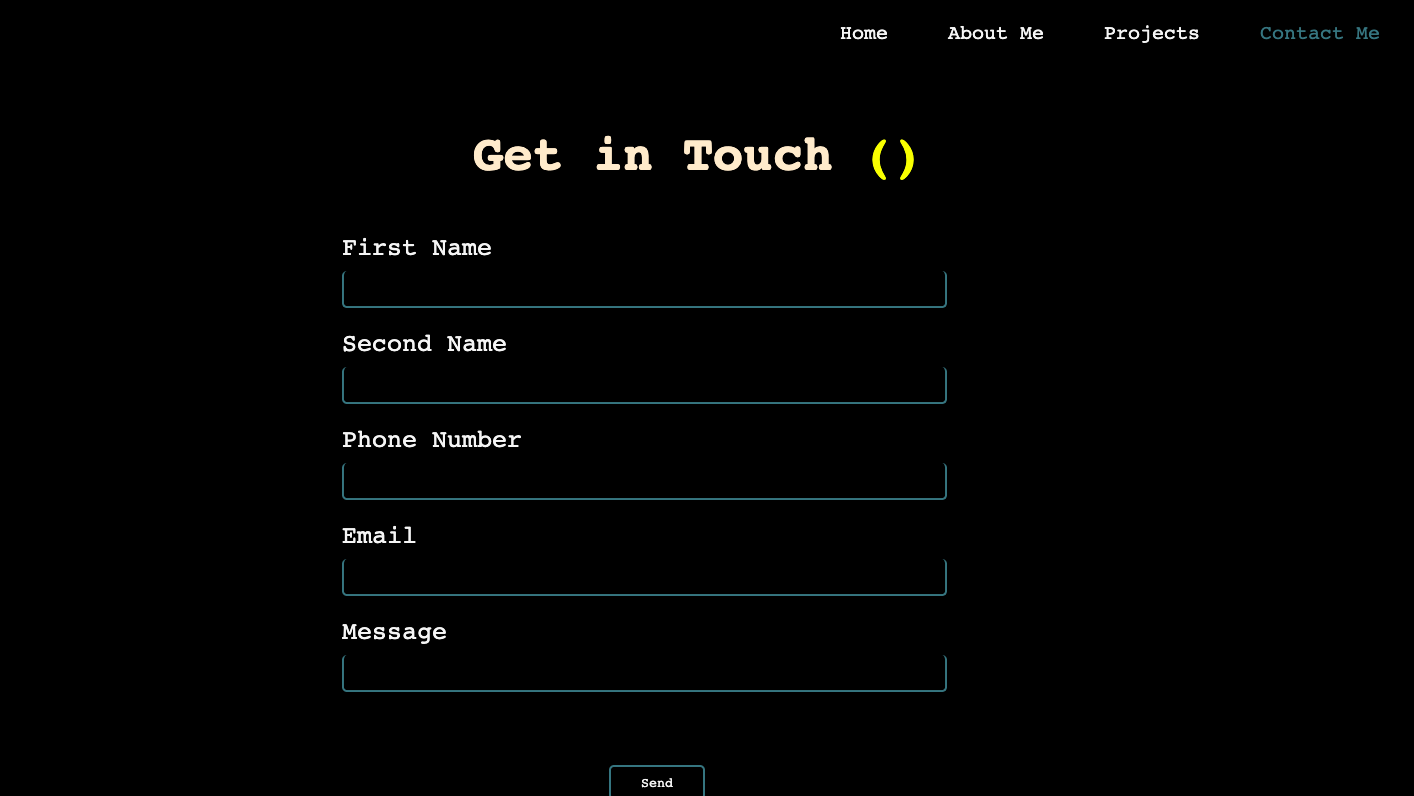 Home About Me Projects Contact Me
Get in Touch ()
First Name
Second Name
Phone Number
Email
Message
Send